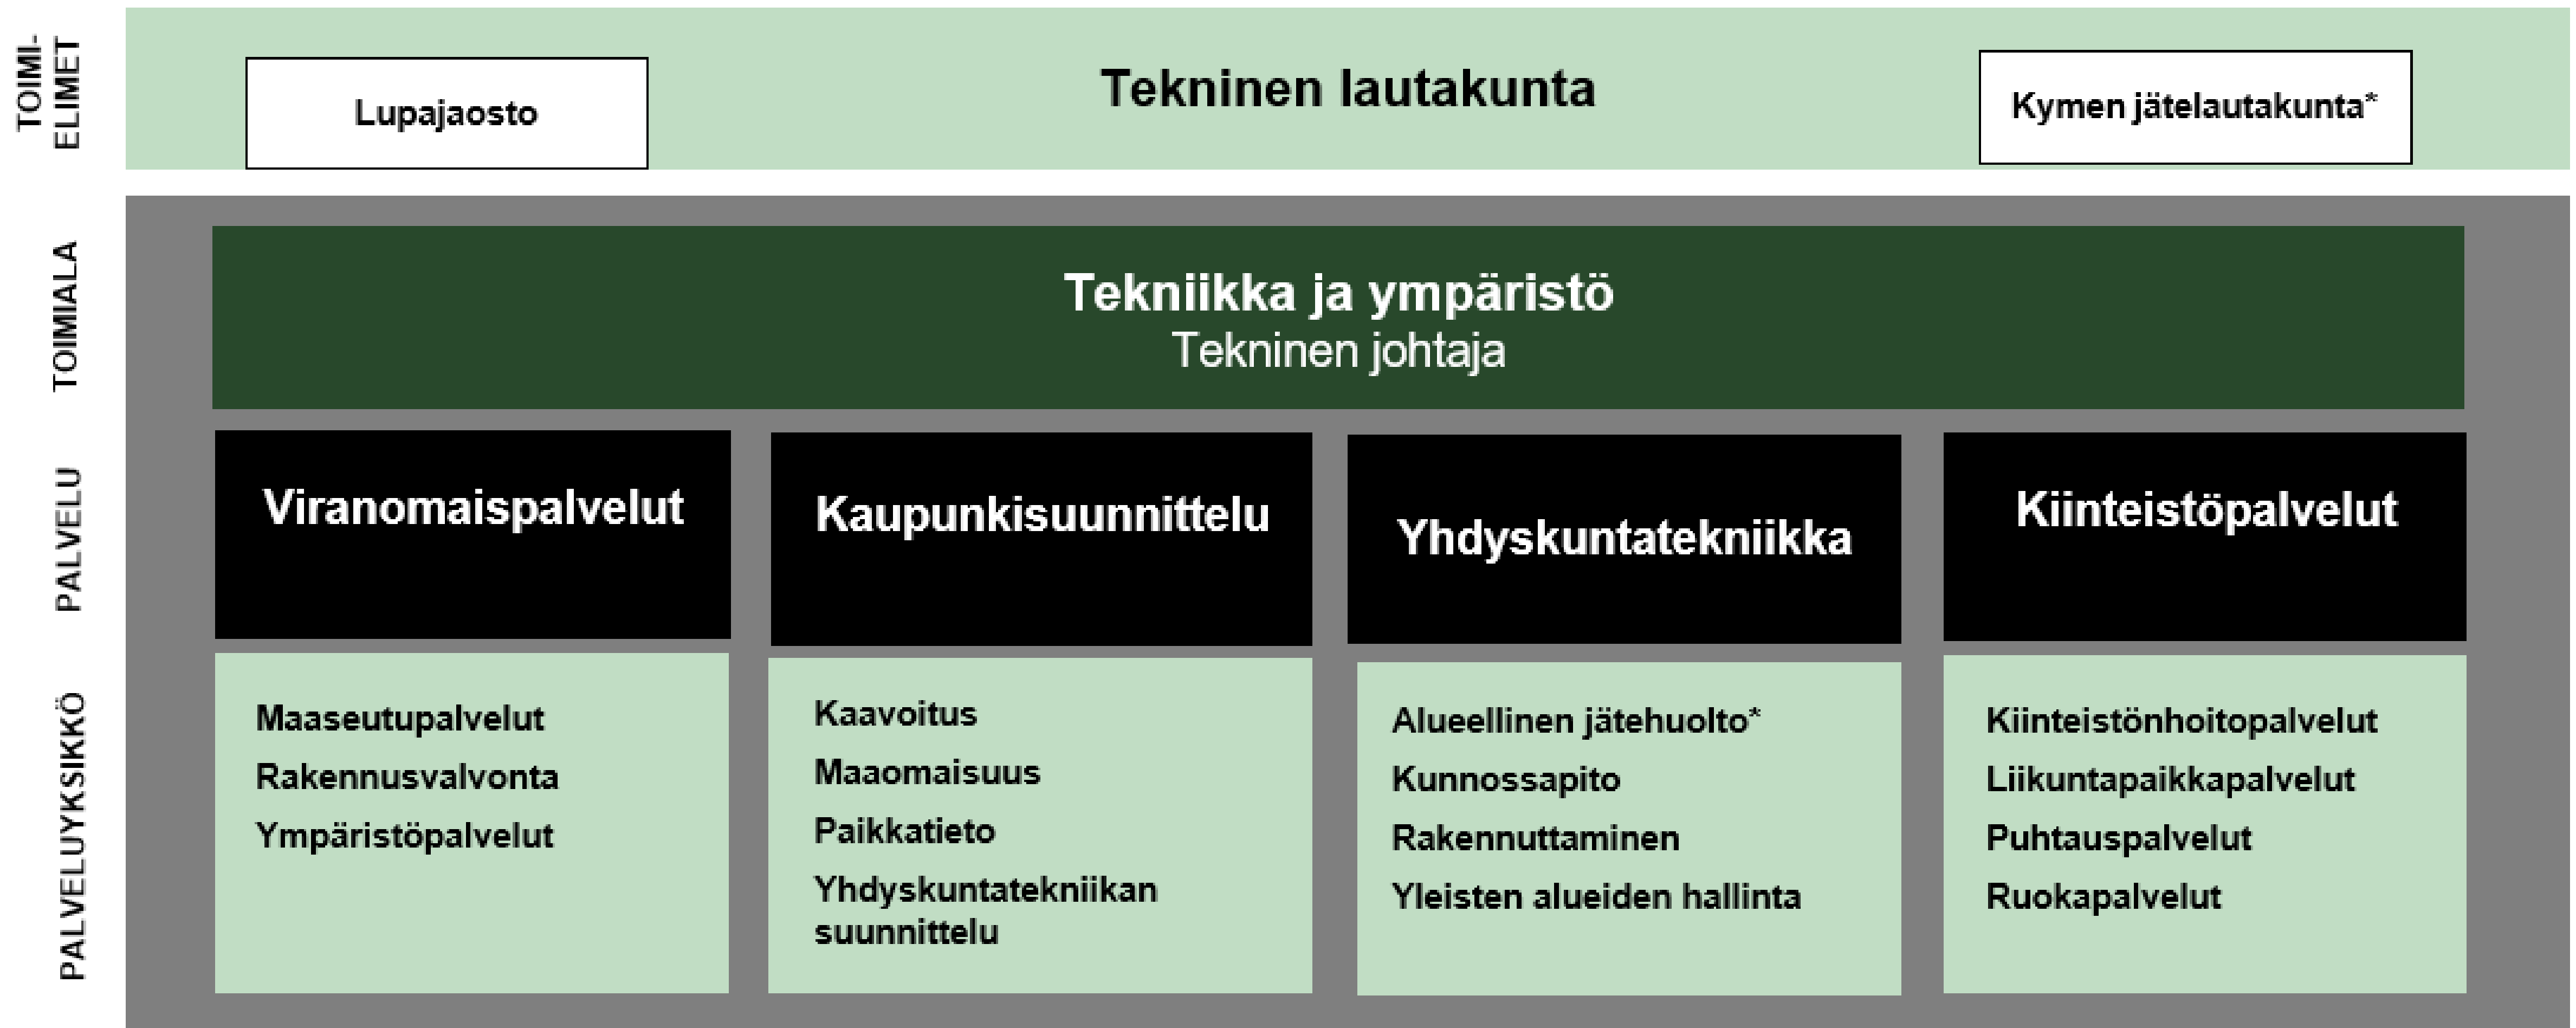 TOIMI-
ELIMET
Lupajaosto
Tekninen lautakunta
Kymen jätelautakunta*
TOIMIALA
Tekniikka ja ympäristö
Tekninen johtaja
PALVELU
Viranomaispalvelut
Kaupunkisuunnittelu
Yhdyskuntatekniikka
Kiinteistöpalvelut
PALVELUYKSIKKÖ
Maaseutupalvelut
Rakennusvalvonta
Ympäristöpalvelut
Kaavoitus
Maaomaisuus
Paikkatieto
Yhdyskuntatekniikan
suunnittelu
Alueellinen jätehuolto*
Kunnossapito
Rakennuttaminen
Yleisten alueiden hallinta
Kiinteistönhoitopalvelut
Liikuntapaikkapalvelut
Puhtauspalvelut
Ruokapalvelut